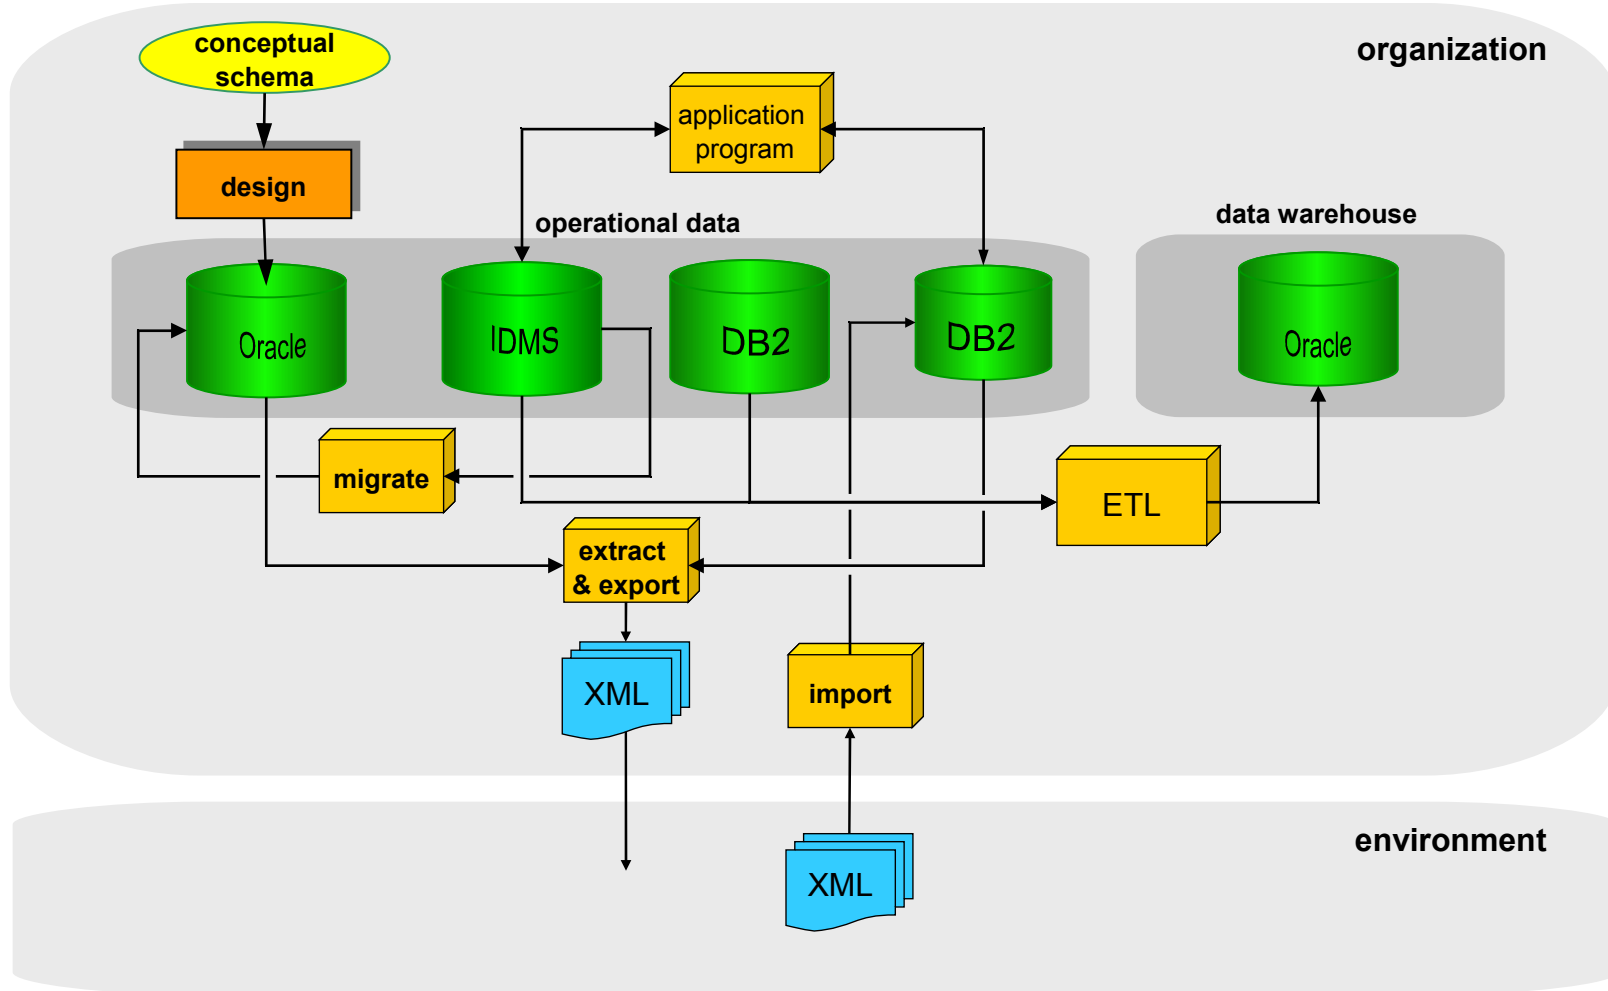 conceptual
schema
organization
application
program
design
data warehouse
operational data
Oracle
IDMS
DB2
DB2
Oracle
migrate
ETL
extract
& export
XML
import
environment
XML